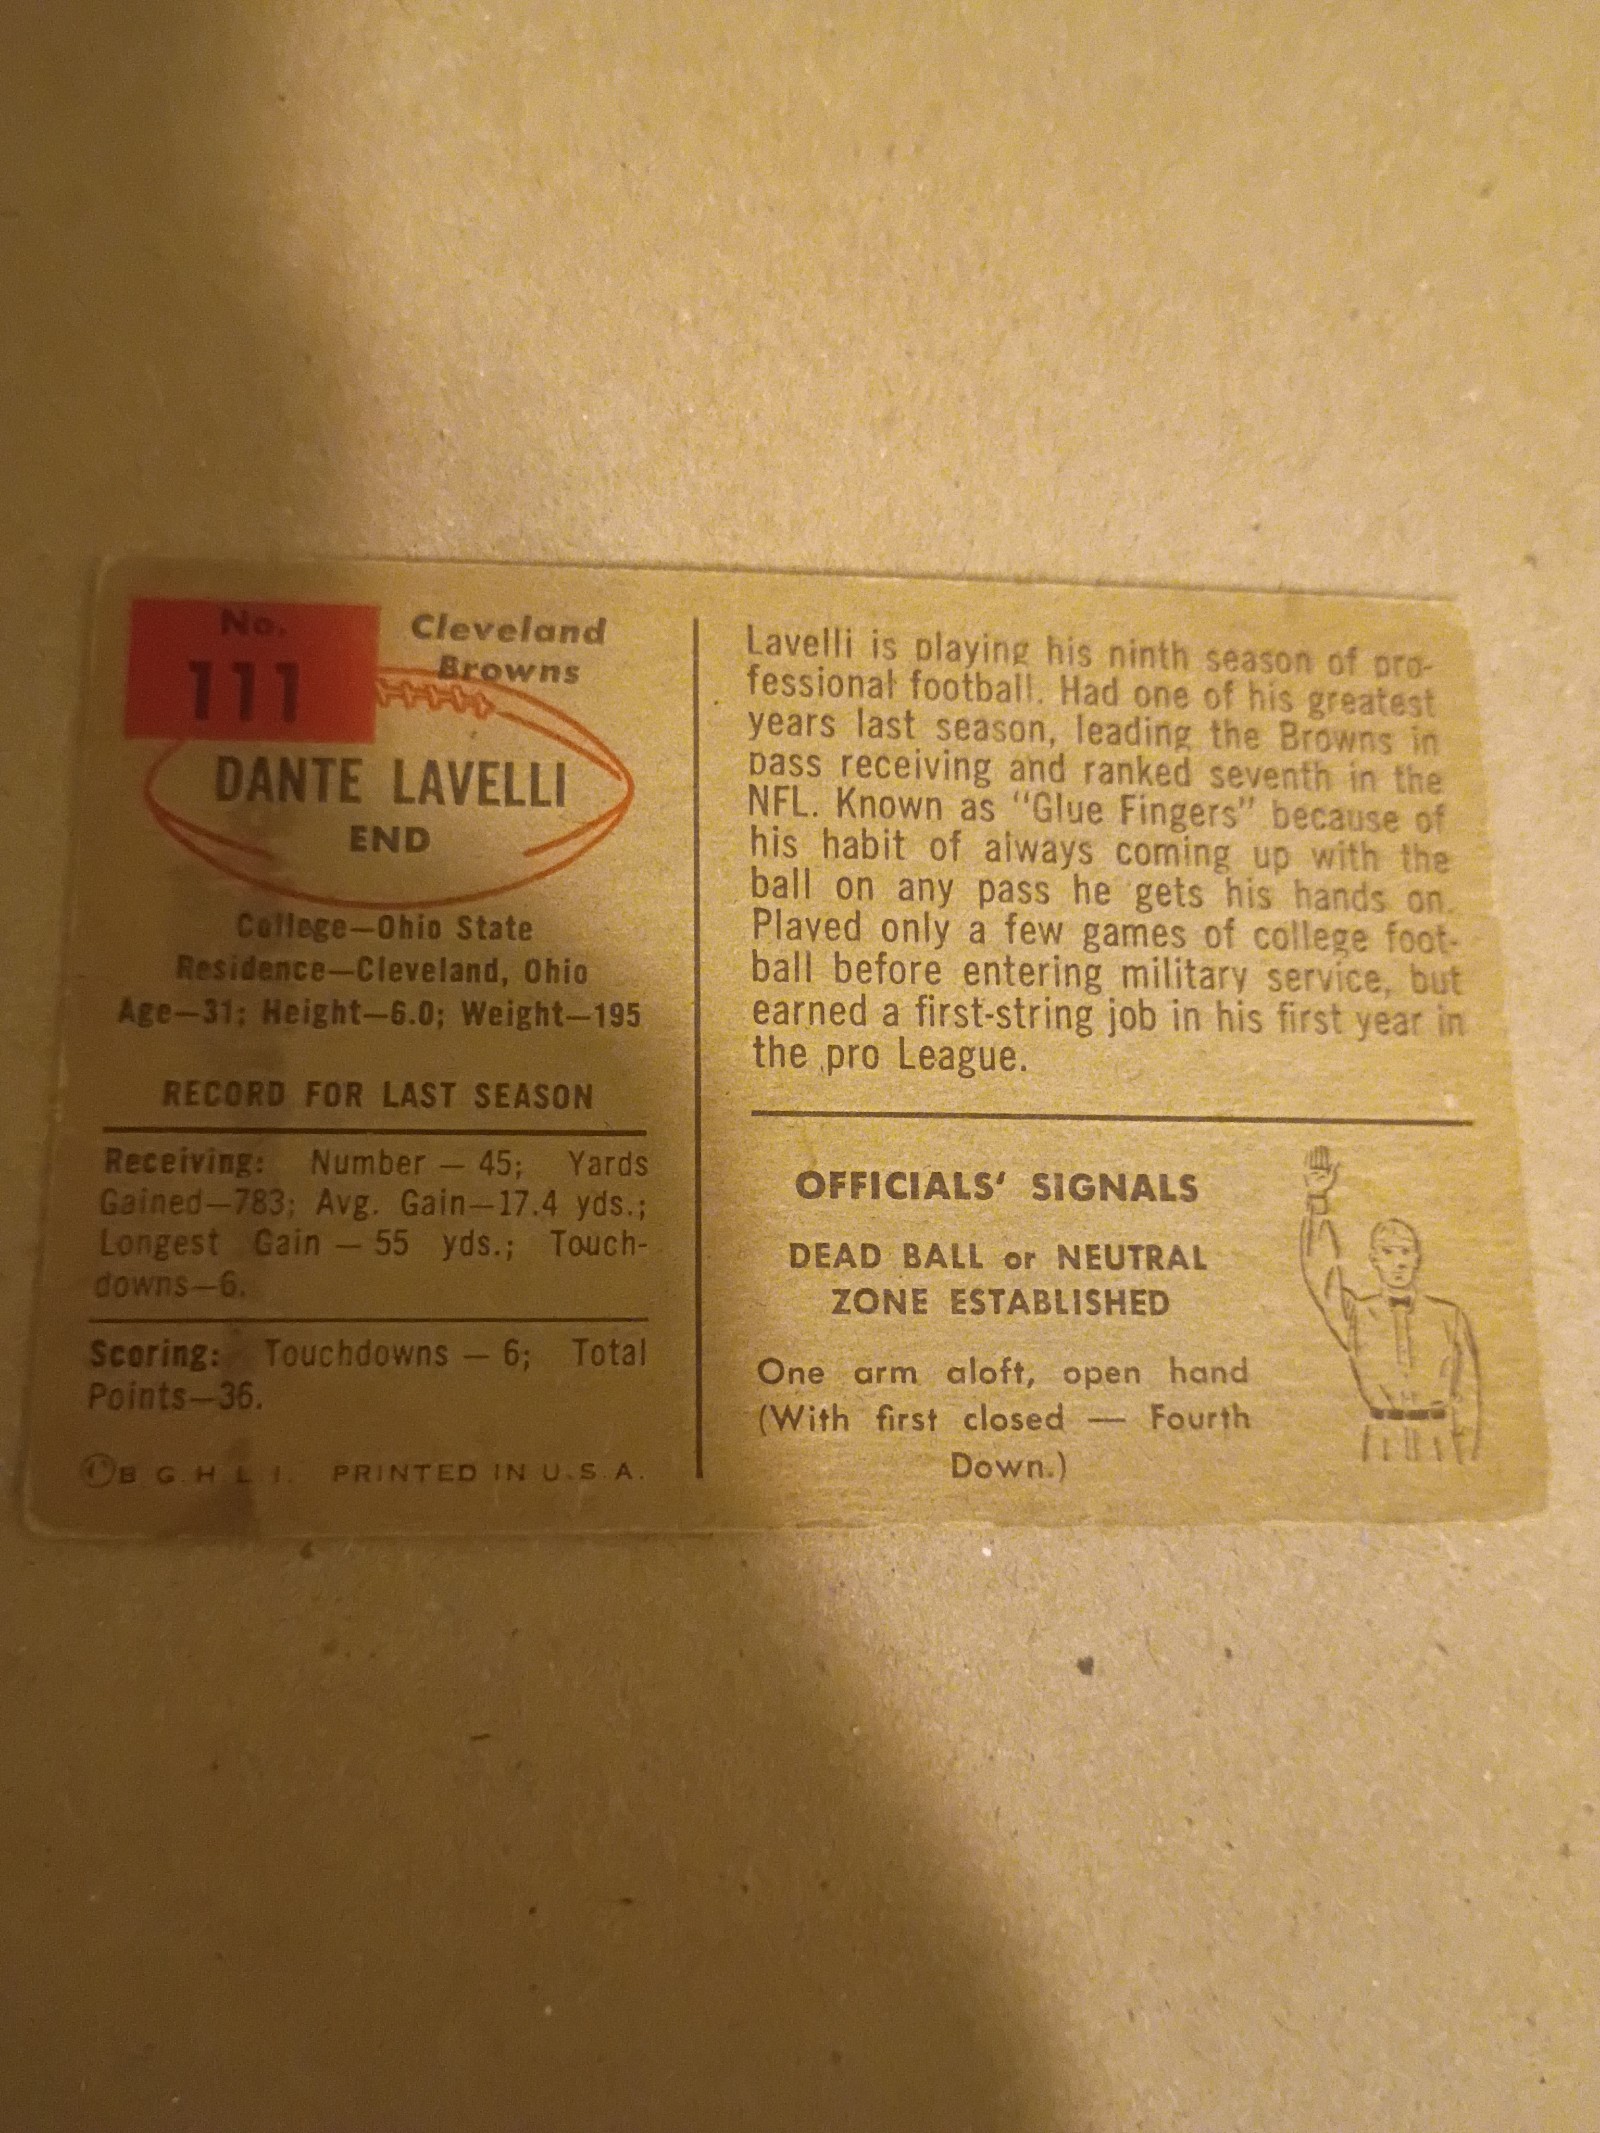 No.
111
Cleveland
Browns
DANTE LAVELLI
END
College—Ohio State
Residence—Cleveland, Ohio
Age—31; Height—6.0; Weight—195
RECORD FOR LAST SEASON
Receiving: Number — 45; Yards
Gained—783; Avg. Gain—17.4 yds.;
Longest Gain — 55 yds.; Touch-
downs—6.
Scoring: Touchdowns — 6; Total
Points—36.
© B G H L I. PRINTED IN U.S.A.
Lavelli is playing his ninth season of pro-
fessional football. Had one of his greatest
years last season, leading the Browns in
pass receiving and ranked seventh in the
NFL. Known as "Glue Fingers" because of
his habit of always coming up with the
ball on any pass he gets his hands on.
Played only a few games of college foot-
ball before entering military service, but
earned a first-string job in his first year in
the pro League.
OFFICIALS' SIGNALS
DEAD BALL or NEUTRAL
ZONE ESTABLISHED
One arm aloft, open hand
(With first closed — Fourth
Down.)